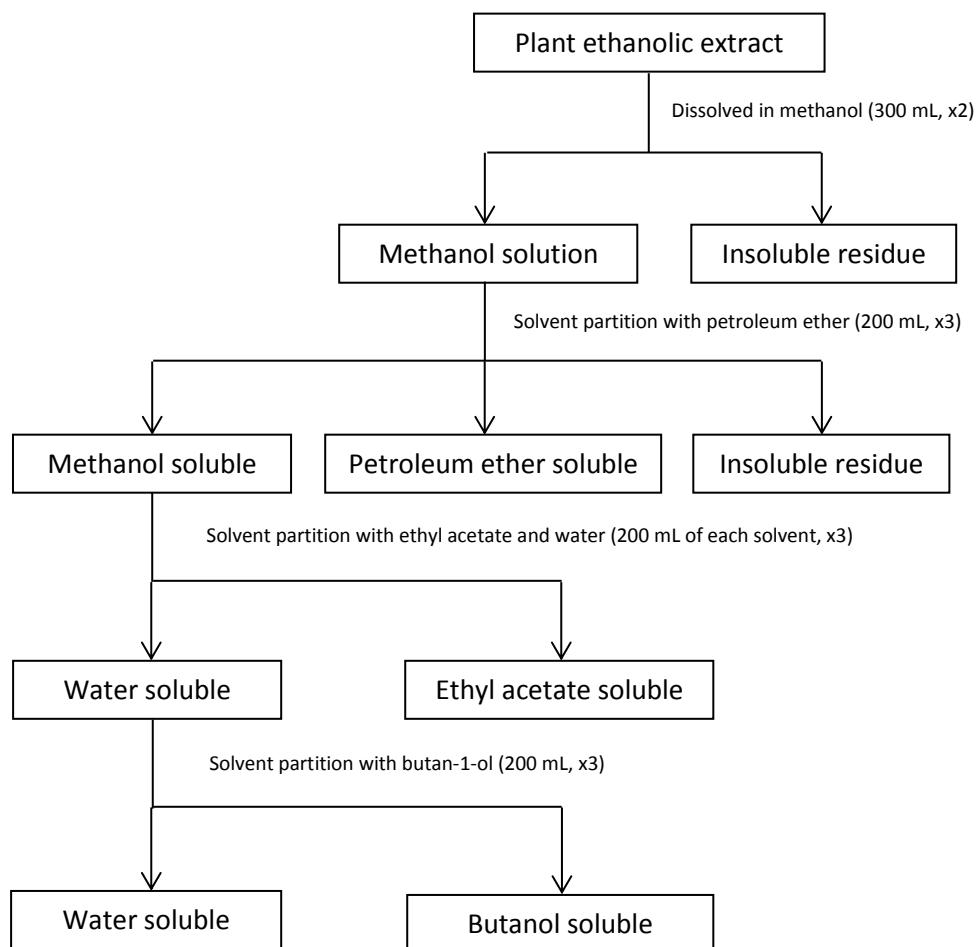 Plant ethanolic extract
Dissolved in methanol (300 mL, x2)
Methanol solution
Insoluble residue
Solvent partition with petroleum ether (200 mL, x3)
Methanol soluble
Petroleum ether soluble
Insoluble residue
Solvent partition with ethyl acetate and water (200 mL of each solvent, x3)
Water soluble
Ethyl acetate soluble
Solvent partition with butan-1-ol (200 mL, x3)
Water soluble
Butanol soluble